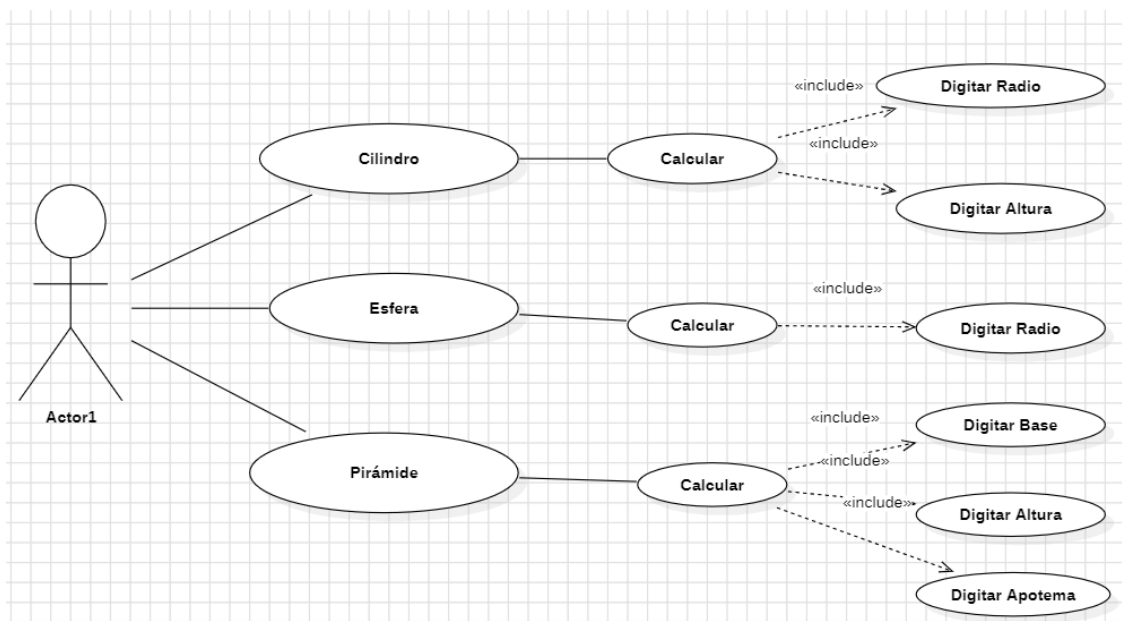 «include»
Digitar Radio
Cilindro
Calcular
«include»
Digitar Altura
Actor1
Esfera
Calcular
«include»
Digitar Radio
Pirámide
Calcular
«include»
Digitar Base
«include»
Digitar Altura
«include»
Digitar Apotema